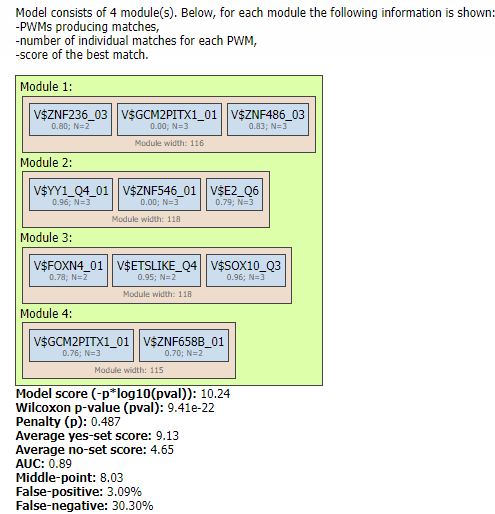 Model consists of 4 module(s). Below, for each module the following information is shown:
-PWMs producing matches,
-number of individual matches for each PWM,
-score of the best match.
Module 1:
V$ZNF236_03 V$GCM2PITX1_01 V$ZNF486_03
0.80; N=2 0.00; N=3 0.83; N=3
Module width: 116
Module 2:
V$YY1_Q4_01 V$ZNF546_01 V$E2_Q6
0.96; N=3 0.00; N=3 0.79; N=3
Module width: 118
Module 3:
V$FOXN4_01 V$ETSLIKE_Q4 V$SOX10_Q3
0.78; N=2 0.95; N=2 0.96; N=3
Module width: 118
Module 4:
V$GCM2PITX1_01 V$ZNF658B_01
0.76; N=3 0.70; N=2
Module width: 115
Model score (-p*log10(pval)): 10.24
Wilcoxon p-value (pval): 9.41e-22
Penalty (p): 0.487
Average yes-set score: 9.13
Average no-set score: 4.65
AUC: 0.89
Middle-point: 8.03
False-positive: 3.09%
False-negative: 30.30%